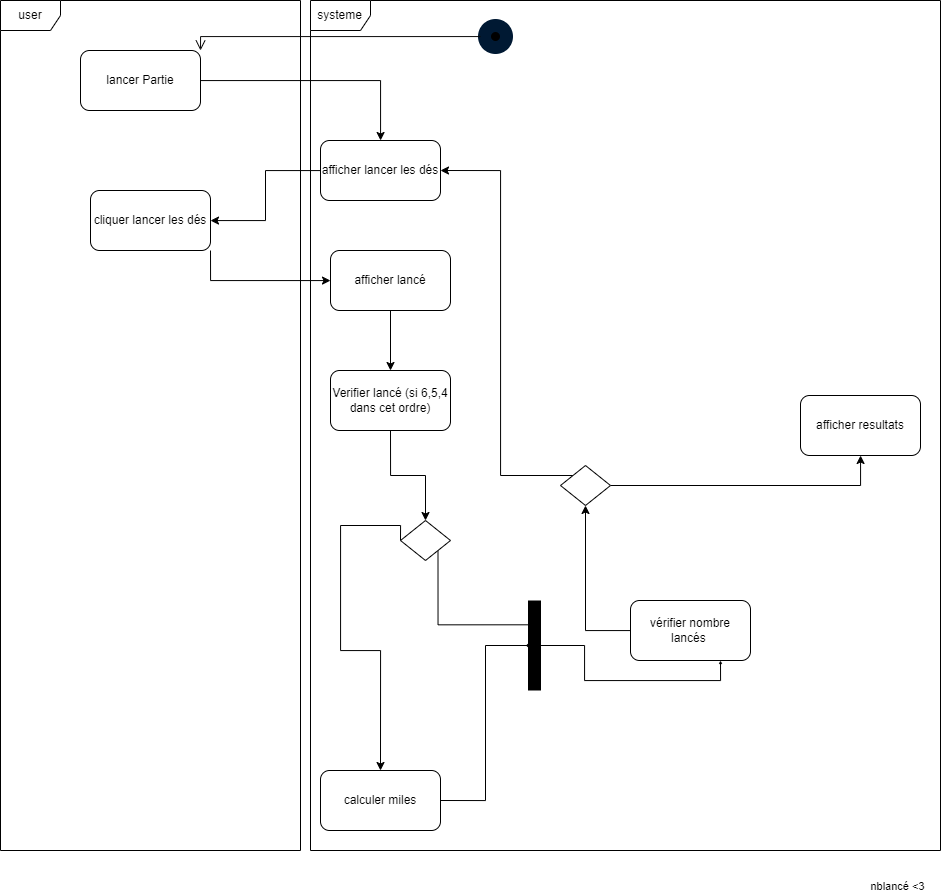 user
systeme
lancer Partie
afficher lancer les dés
cliquer lancer les dés
afficher lancé
Verifier lancé (si 6,5,4
dans cet ordre)
afficher resultats
vérifier nombre
lancés
calculer miles
nblancé <3